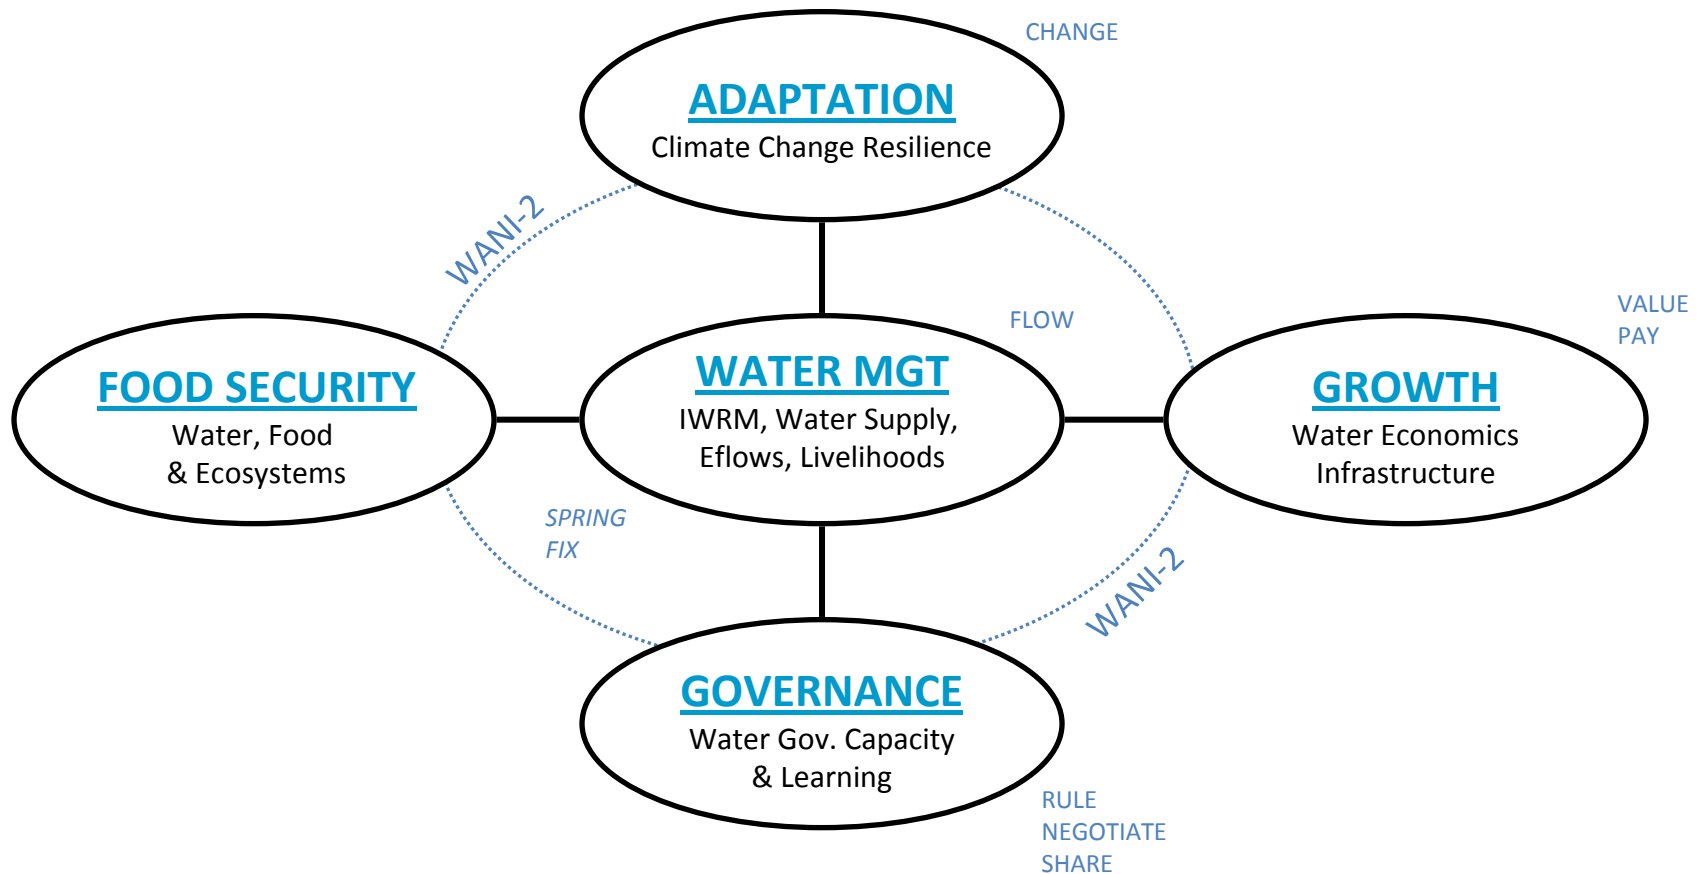 CHANGE
ADAPTATION
Climate Change Resilience
WANI-2
FLOW
VALUE
PAY
FOOD SECURITY
Water, Food
& Ecosystems
WATER MGT
IWRM, Water Supply,
Eflows, Livelihoods
GROWTH
Water Economics
Infrastructure
SPRING
FIX
WANI-2
GOVERNANCE
Water Gov. Capacity
& Learning
RULE
NEGOTIATE
SHARE